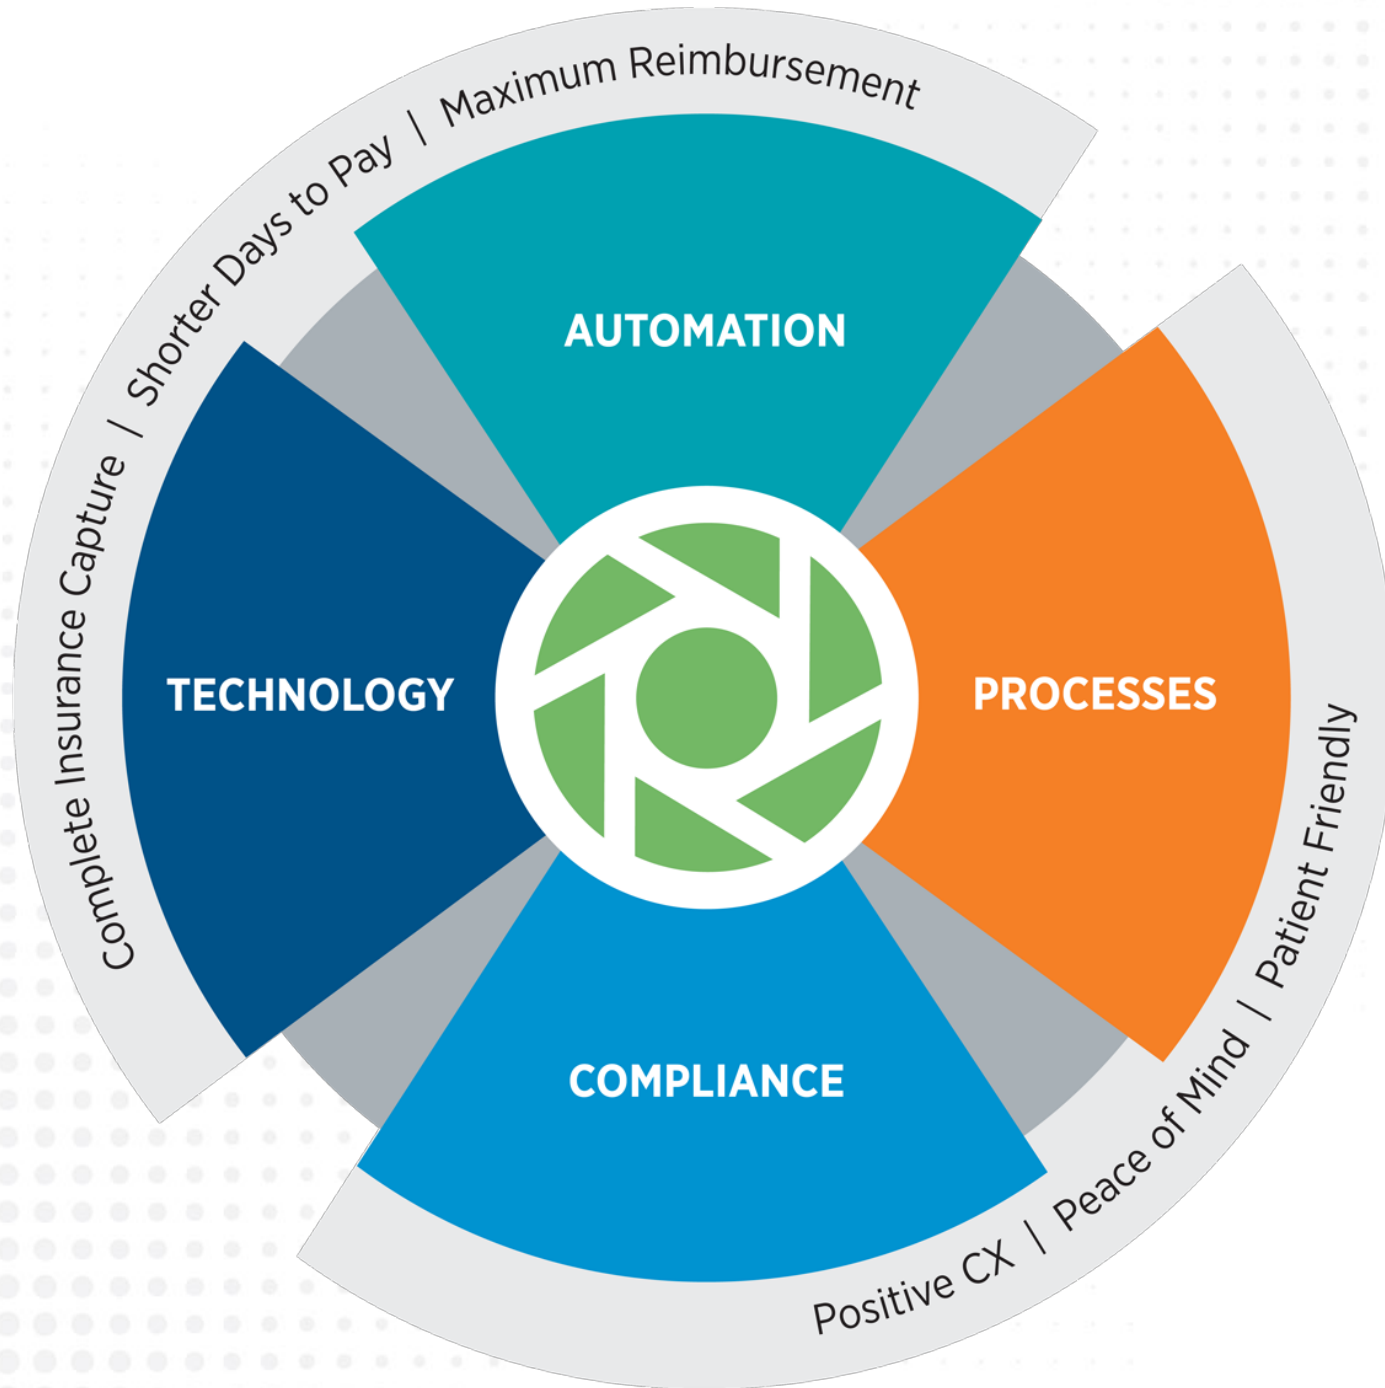 Complete Insurance Capture | Shorter Days to Pay | Maximum Reimbursement
AUTOMATION
TECHNOLOGY
PROCESSES
COMPLIANCE
Positive CX | Peace of Mind | Patient Friendly